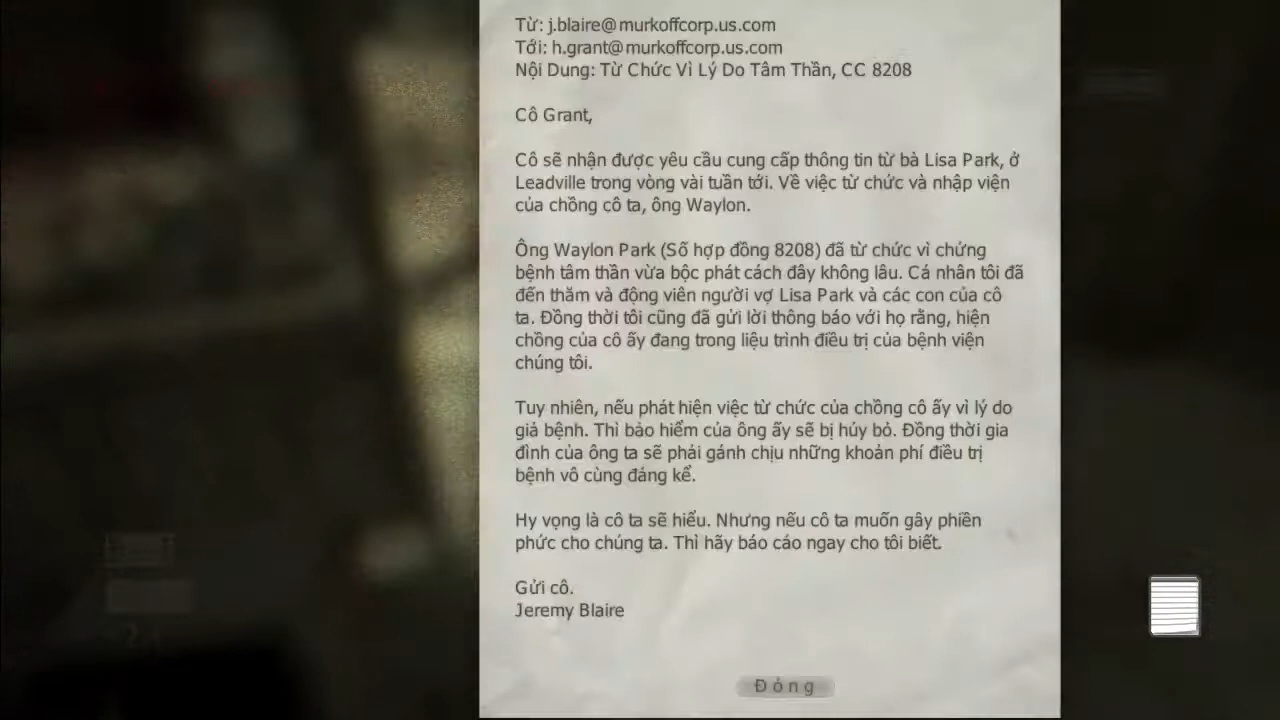 Từ: j.blaire@murkoffcorp.us.com
Tới: h.grant@murkoffcorp.us.com
Nội Dung: Từ Chức Vì Lý Do Tâm Thần, CC 8208
Cô Grant,
Cô sẽ nhận được yêu cầu cung cấp thông tin từ bà Lisa Park, ở
Leadville trong vòng vài tuần tới. Về việc từ chức và nhập viện
của chồng cô ta, ông Waylon.
Ông Waylon Park (Số hợp đồng 8208) đã từ chức vì chứng
bệnh tâm thần vừa bộc phát cách đây không lâu. Cá nhân tôi đã
đến thăm và động viên người vợ Lisa Park và các con của cô
ta. Đồng thời tôi cũng đã gửi lời thông báo với họ rằng, hiện
chồng của cô ấy đang trong liệu trình điều trị của bệnh viện
chúng tôi.
Tuy nhiên, nếu phát hiện việc từ chức của chồng cô ấy vì lý do
giả bệnh. Thì bảo hiểm của ông ấy sẽ bị húy bỏ. Đồng thời gia
đình của ông ta sẽ phải gánh chịu những khoản phí điều trị
bệnh vô cùng đáng kể.
Hy vọng là cô ta sẽ hiểu. Nhưng nếu cô ta muốn gây phiền
phức cho chúng ta. Thì hãy báo cáo ngay cho tôi biết.
Gửi cô.
Jeremy Blaire
Đóng